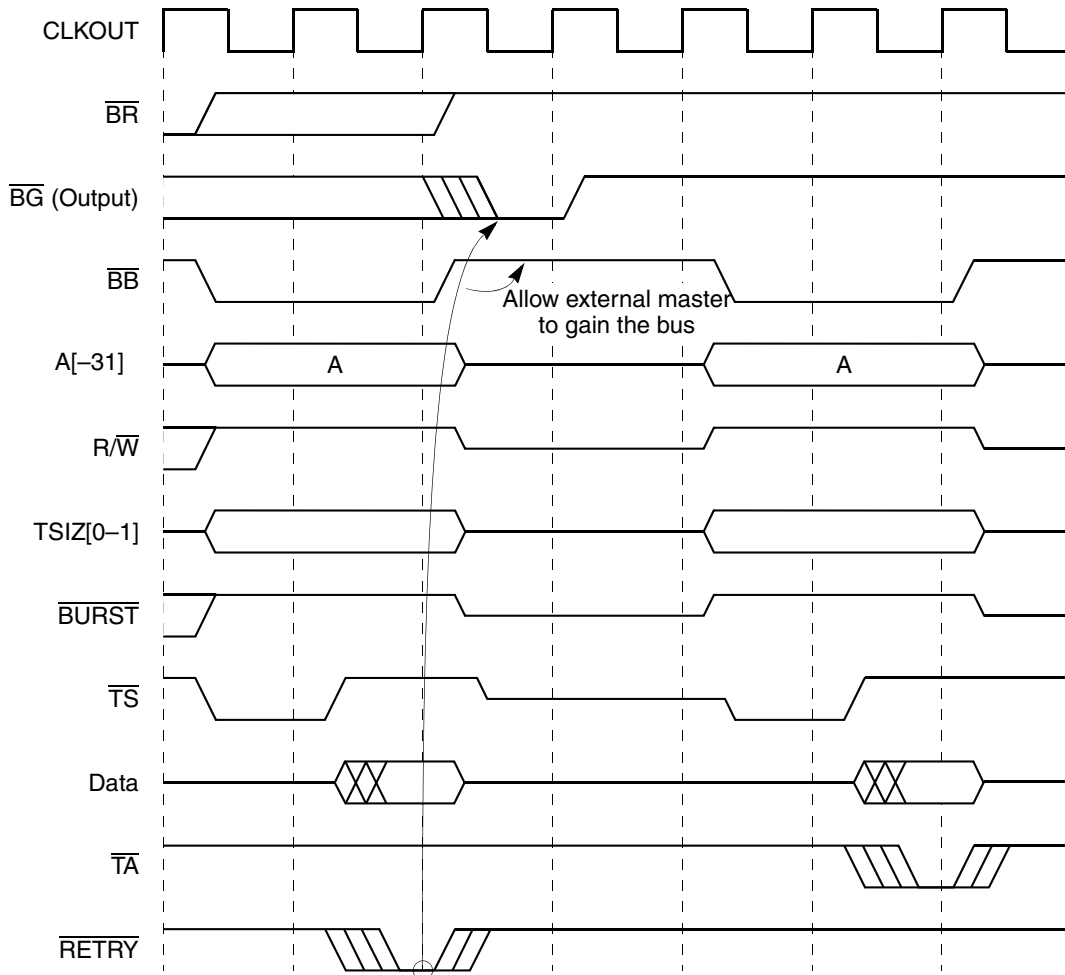 CLKOUT
BR
BG (Output)
BB
Allow external master
to gain the bus
A[–31]
A
A
R/W
TSIZ[0–1]
BURST
TS
Data
TA
RETRY